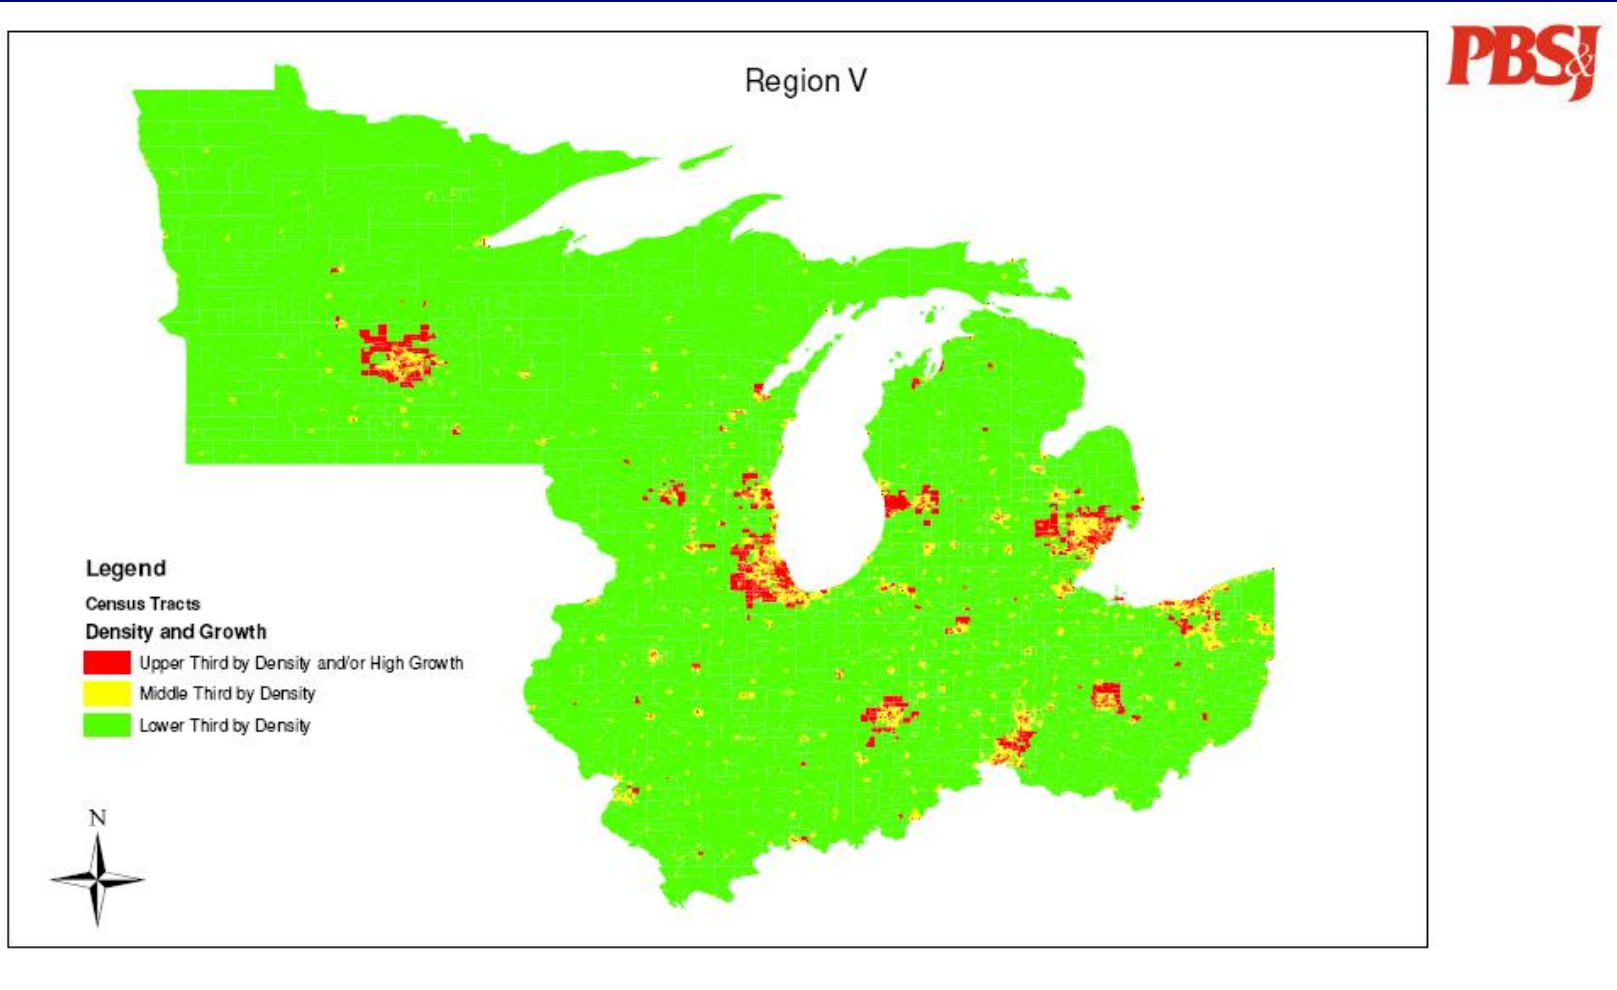 Region V
PBS&J
Legend
Census Tracts
Density and Growth
Upper Third by Density and/or High Growth
Middle Third by Density
Lower Third by Density
N